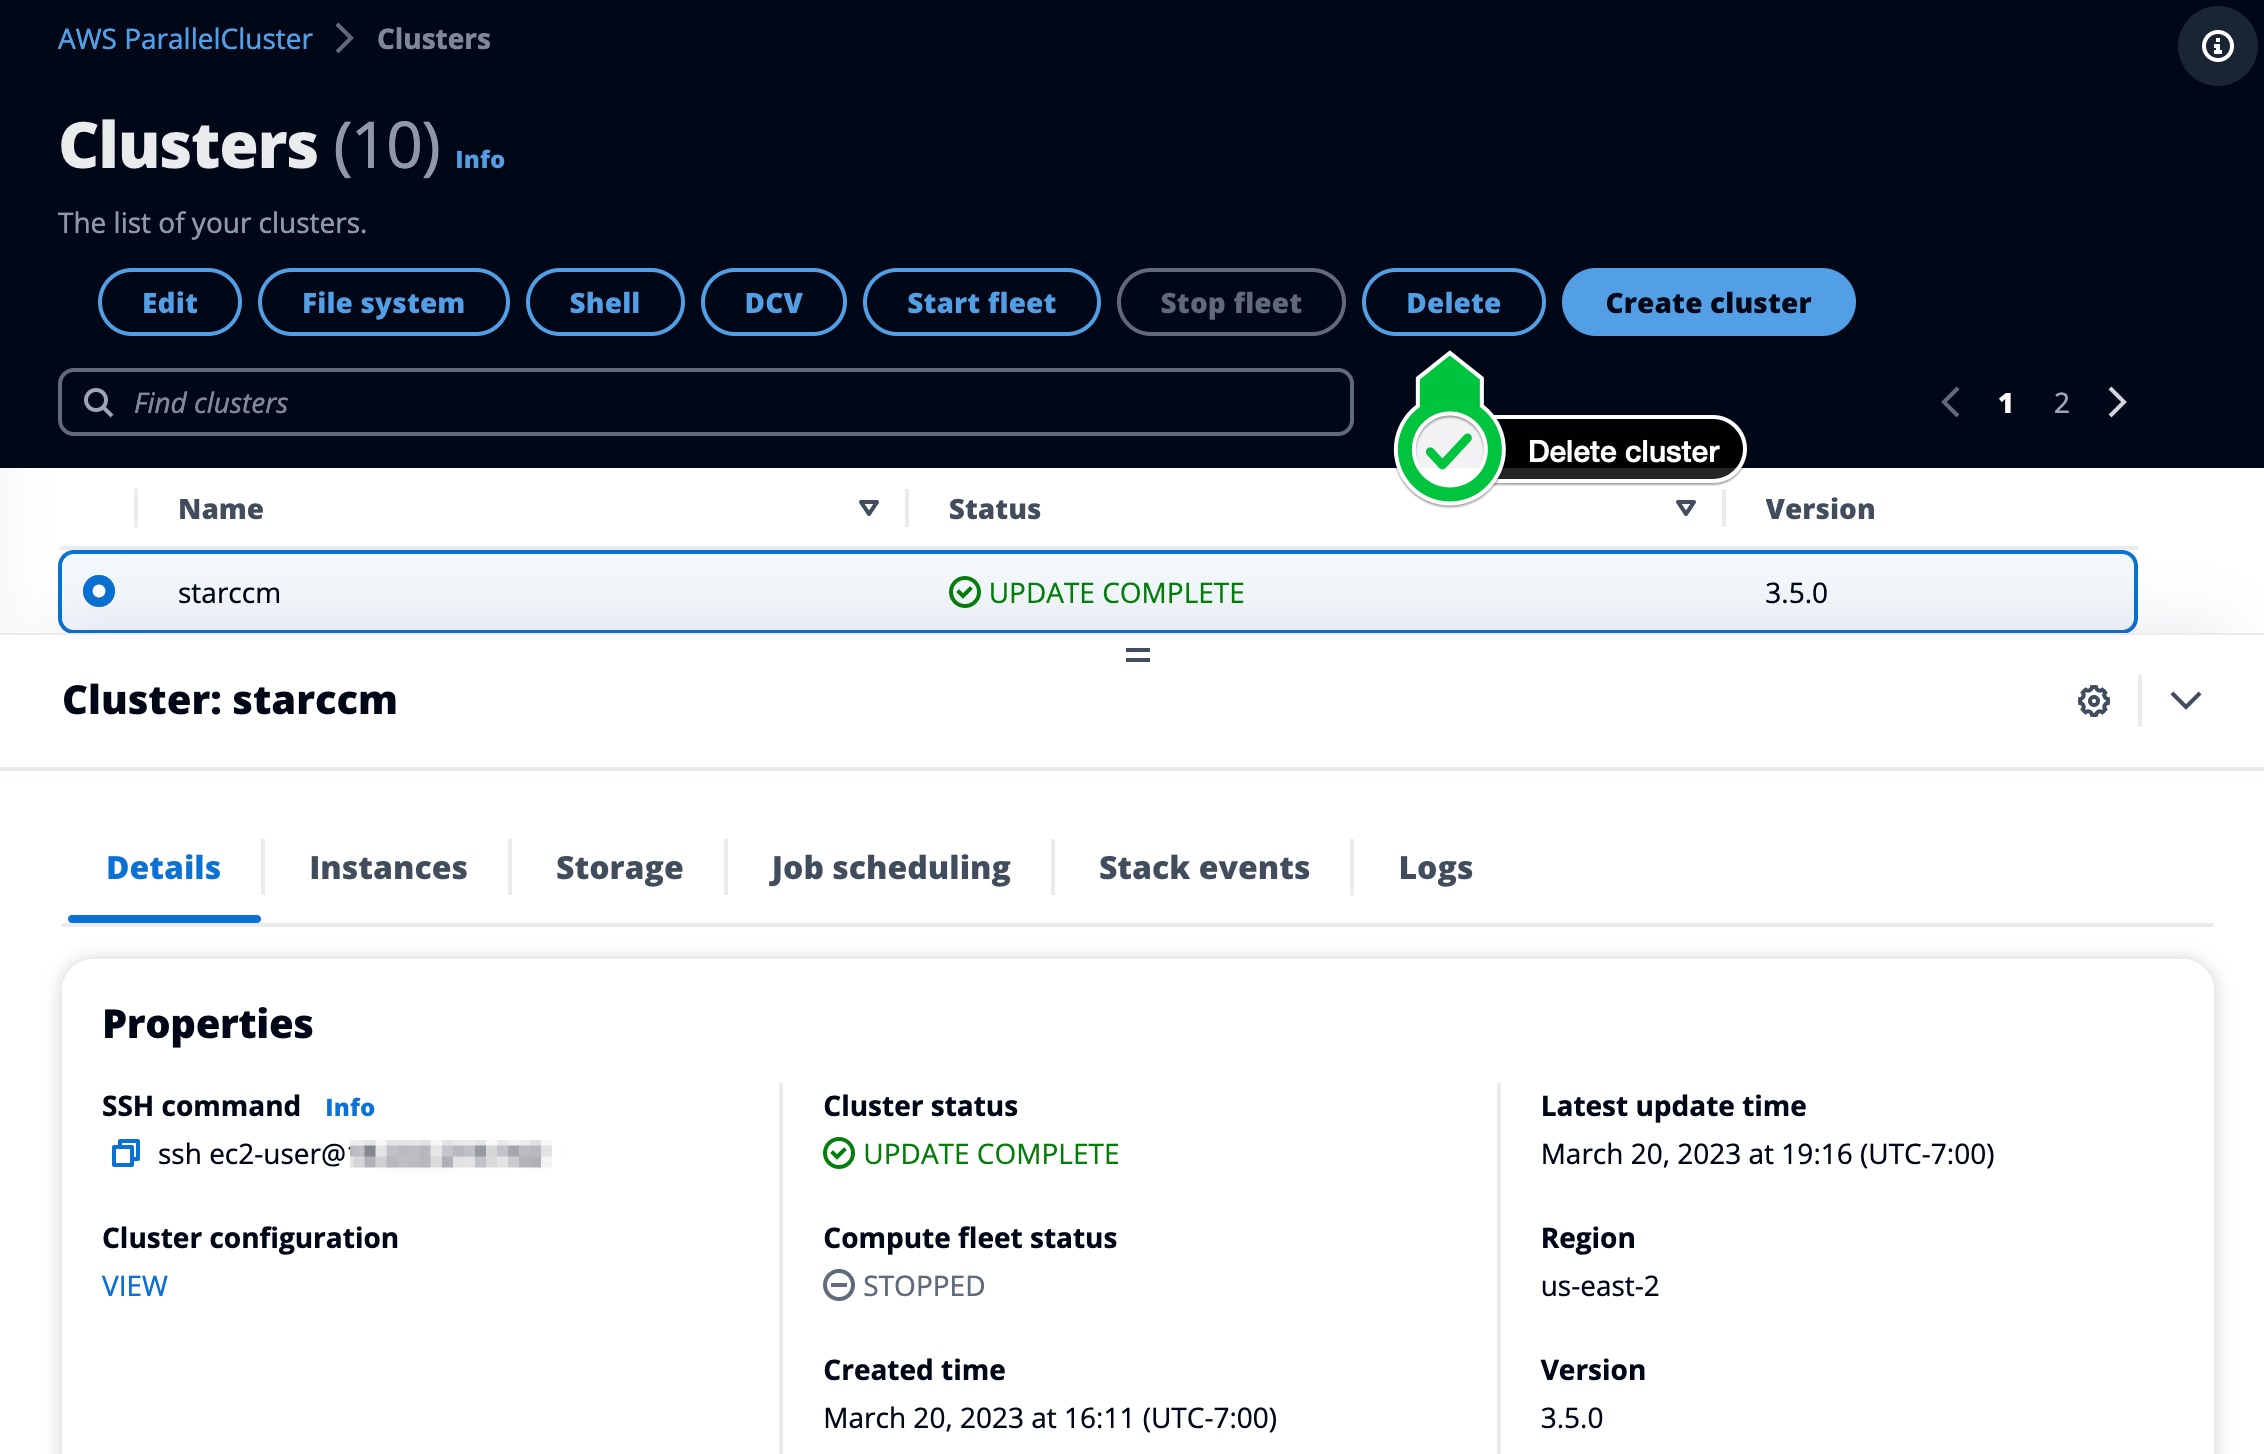 AWS ParallelCluster > Clusters
Clusters (10) Info
The list of your clusters.
Edit File system Shell DCV Start fleet Stop fleet Delete Create cluster
Find clusters 1 2
Delete cluster
Name Status Version
starccm UPDATE COMPLETE 3.5.0
Cluster: starccm
Details Instances Storage Job scheduling Stack events Logs
Properties
SSH command Info Cluster status Latest update time
ssh ec2-user@ UPDATE COMPLETE March 20, 2023 at 19:16 (UTC-7:00)
Cluster configuration Compute fleet status Region
VIEW STOPPED us-east-2
Created time Version
March 20, 2023 at 16:11 (UTC-7:00) 3.5.0